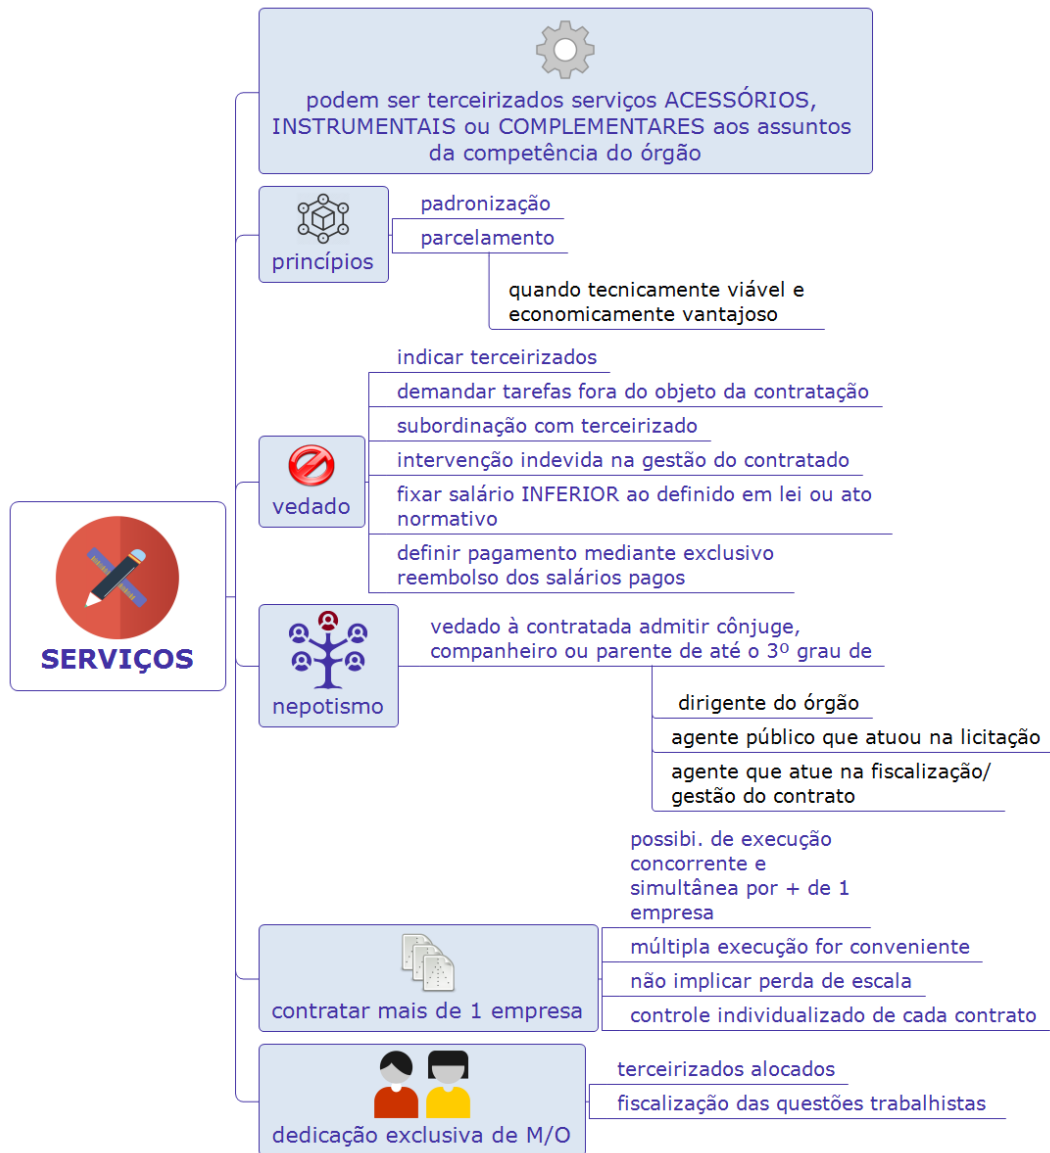 podem ser terceirizados serviços ACESSÓRIOS,
INSTRUMENTAIS ou COMPLEMENTARES aos assuntos
da competência do órgão
princípios
padronização
parcelamento
quando tecnicamente viável e
economicamente vantajoso
vedado
indicar terceirizados
demandar tarefas fora do objeto da contratação
subordinação com terceirizado
intervenção indevida na gestão do contratado
fixar salário INFERIOR ao definido em lei ou ato
normativo
definir pagamento mediante exclusivo
reembolso dos salários pagos
SERVIÇOS
nepotismo
vedado à contratada admitir cônjuge,
companheiro ou parente de até o 3º grau de
dirigente do órgão
agente público que atuou na licitação
agente que atue na fiscalização/
gestão do contrato
contratar mais de 1 empresa
possibi. de execução
concorrente e
simultânea por + de 1
empresa
múltipla execução for conveniente
não implicar perda de escala
controle individualizado de cada contrato
dedicação exclusiva de M/O
terceirizados alocados
fiscalização das questões trabalhistas